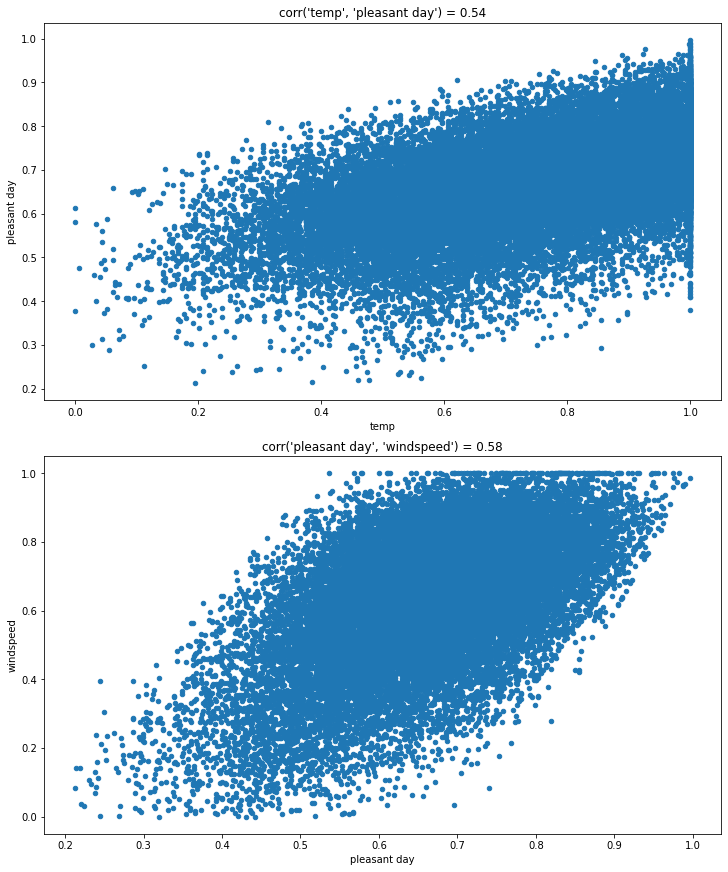 corr('temp', 'pleasant day') = 0.54
1.0
0.9
0.8
0.7
0.6
0.5
0.4
0.3
0.2
pleasant day
0.0 0.2 0.4 0.6 0.8 1.0
temp
corr('pleasant day', 'windspeed') = 0.58
1.0
0.8
0.6
0.4
0.2
0.0
windspeed
0.2 0.3 0.4 0.5 0.6 0.7 0.8 0.9 1.0
pleasant day